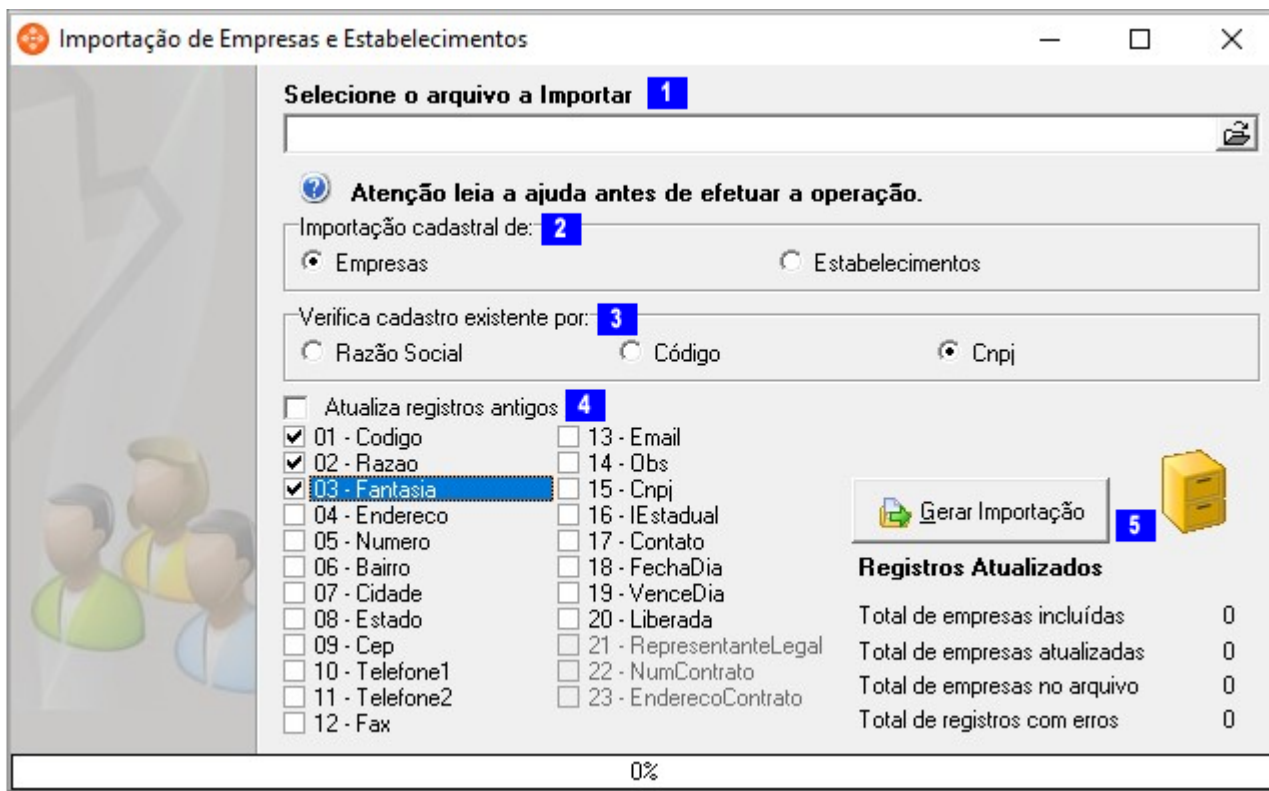 Importação de Empresas e Estabelecimentos
Selecione o arquivo a Importar 1
Atenção leia a ajuda antes de efetuar a operação.
Importação cadastral de: 2
Empresas Estabelecimentos
Verifica cadastro existente por: 3
Razão Social Código Cnpj
Atualiza registros antigos 4
01 - Codigo
02 - Razao
03 - Fantasia
04 - Endereco
05 - Numero
06 - Bairro
07 - Cidade
08 - Estado
09 - Cep
10 - Telefone1
11 - Telefone2
12 - Fax
13 - Email
14 - Obs
15 - Cnpj
16 - IEstadual
17 - Contato
18 - FechaDia
19 - VenceDia
20 - Liberada
21 - RepresentanteLegal
22 - NumContrato
23 - EnderecoContrato
Gerar Importação 5
Registros Atualizados
Total de empresas incluídas 0
Total de empresas atualizadas 0
Total de empresas no arquivo 0
Total de registros com erros 0
0%